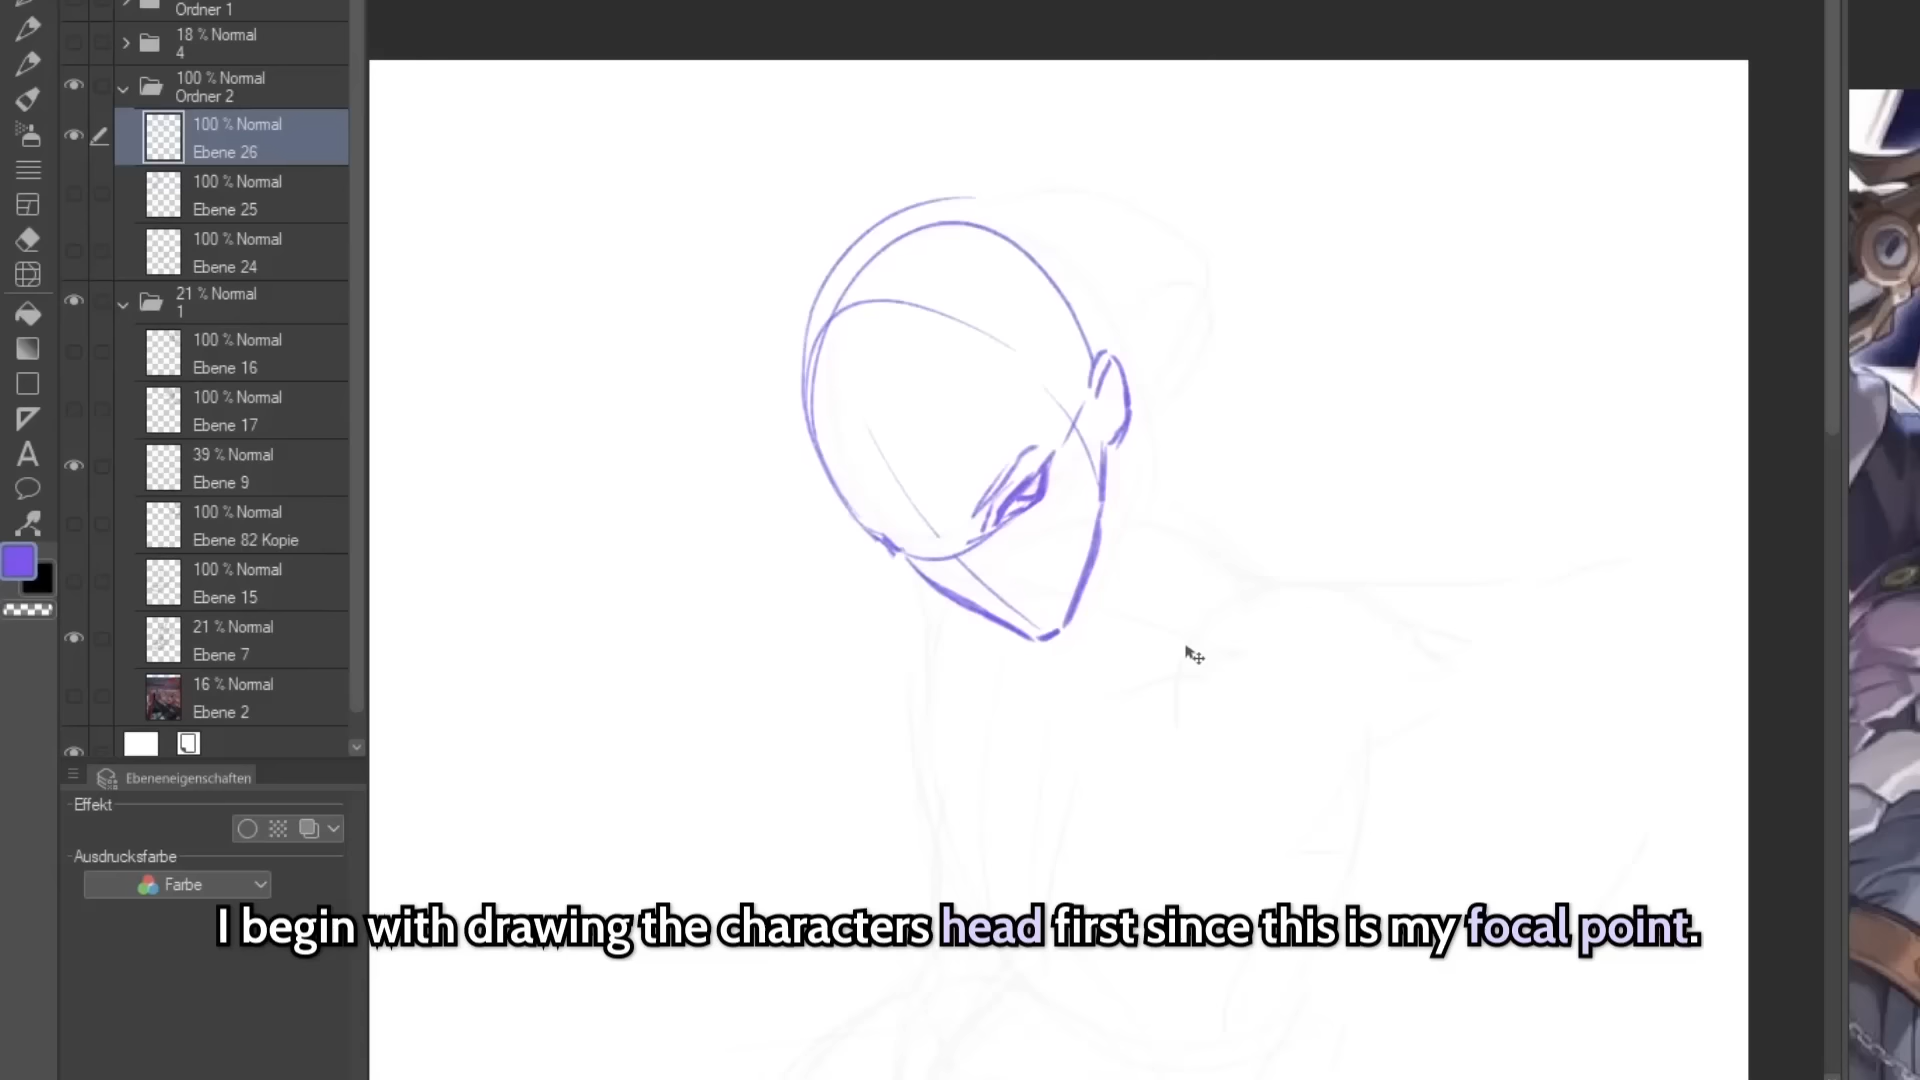 Ordner 1
18 % Normal
4
100 % Normal
Ordner 2
100 % Normal
Ebene 26
100 % Normal
Ebene 25
100 % Normal
Ebene 24
21 % Normal
1
100 % Normal
Ebene 16
100 % Normal
Ebene 17
39 % Normal
Ebene 9
100 % Normal
Ebene 82 Kopie
100 % Normal
Ebene 15
21 % Normal
Ebene 7
16 % Normal
Ebene 2
Ebeneneigenschaften
Effekt
Ausdrucksfarbe
Farbe
I begin with drawing the characters head first since this is my focal point.